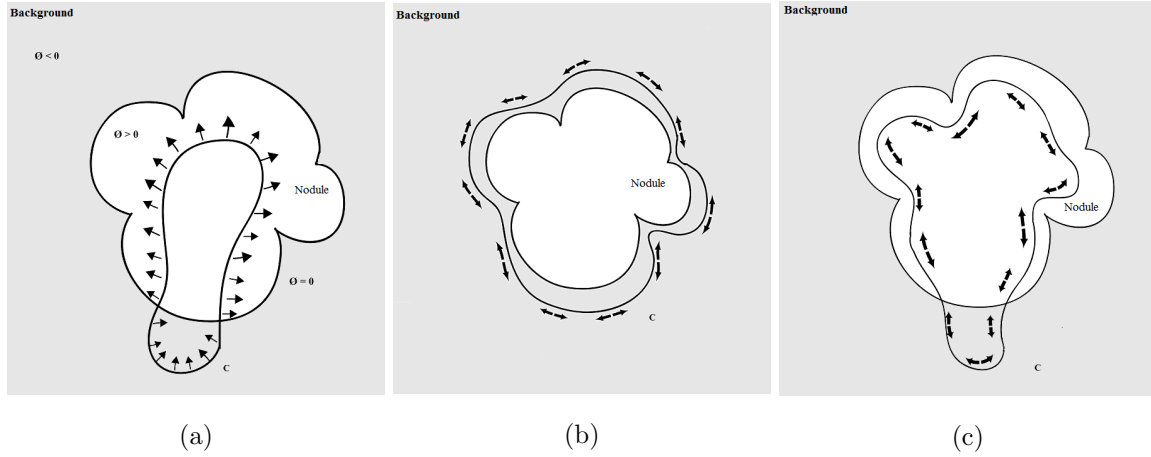 Background
Ø < 0
Ø > 0
Nodule
Ø = 0
C
(a)
Background
Nodule
C
(b)
Background
Nodule
C
(c)